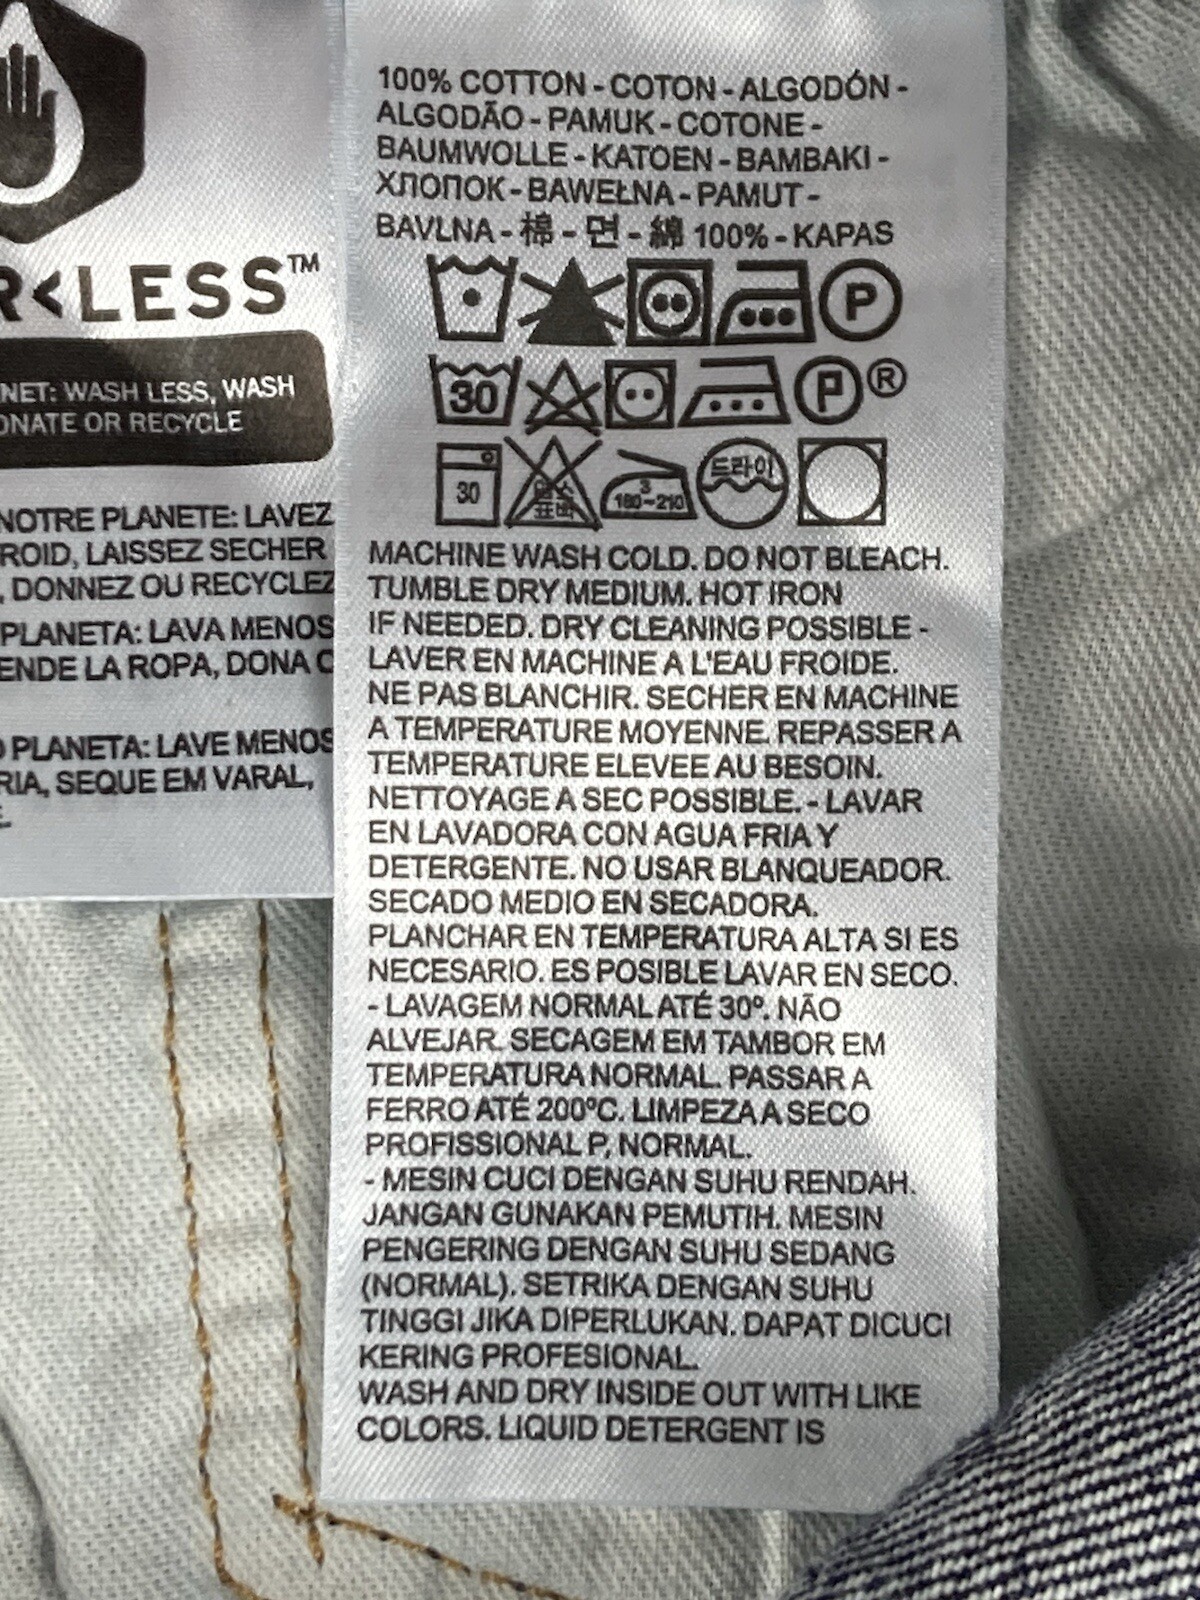 R<LESS™
NET: WASH LESS, WASH
ONATE OR RECYCLE
NOTRE PLANETE: LAVEZ
ROID, LAISSEZ SECHER
, DONNEZ OU RECYCLEZ
PLANETA: LAVA MENOS
ENDE LA ROPA, DONA O
PLANETA: LAVE MENOS
RIA, SEQUE EM VARAL,
100% COTTON - COTON - ALGODÓN -
ALGODÃO - PAMUK - COTONE -
BAUMWOLLE - KATOEN - BAMBAKI -
ХЛОПОК - BAWEŁNA - PAMUT -
BAVLNA - 棉 - 면 - 綿 100% - KAPAS
P
30 P ®
30 염소표백 3 180~210 드라이
MACHINE WASH COLD. DO NOT BLEACH.
TUMBLE DRY MEDIUM. HOT IRON
IF NEEDED. DRY CLEANING POSSIBLE -
LAVER EN MACHINE A L'EAU FROIDE.
NE PAS BLANCHIR. SECHER EN MACHINE
A TEMPERATURE MOYENNE. REPASSER A
TEMPERATURE ELEVEE AU BESOIN.
NETTOYAGE A SEC POSSIBLE. - LAVAR
EN LAVADORA CON AGUA FRIA Y
DETERGENTE. NO USAR BLANQUEADOR.
SECADO MEDIO EN SECADORA.
PLANCHAR EN TEMPERATURA ALTA SI ES
NECESARIO. ES POSIBLE LAVAR EN SECO.
- LAVAGEM NORMAL ATÉ 30º. NÃO
ALVEJAR. SECAGEM EM TAMBOR EM
TEMPERATURA NORMAL. PASSAR A
FERRO ATÉ 200ºC. LIMPEZA A SECO
PROFISSIONAL P, NORMAL.
- MESIN CUCI DENGAN SUHU RENDAH.
JANGAN GUNAKAN PEMUTIH. MESIN
PENGERING DENGAN SUHU SEDANG
(NORMAL). SETRIKA DENGAN SUHU
TINGGI JIKA DIPERLUKAN. DAPAT DICUCI
KERING PROFESIONAL.
WASH AND DRY INSIDE OUT WITH LIKE
COLORS. LIQUID DETERGENT IS